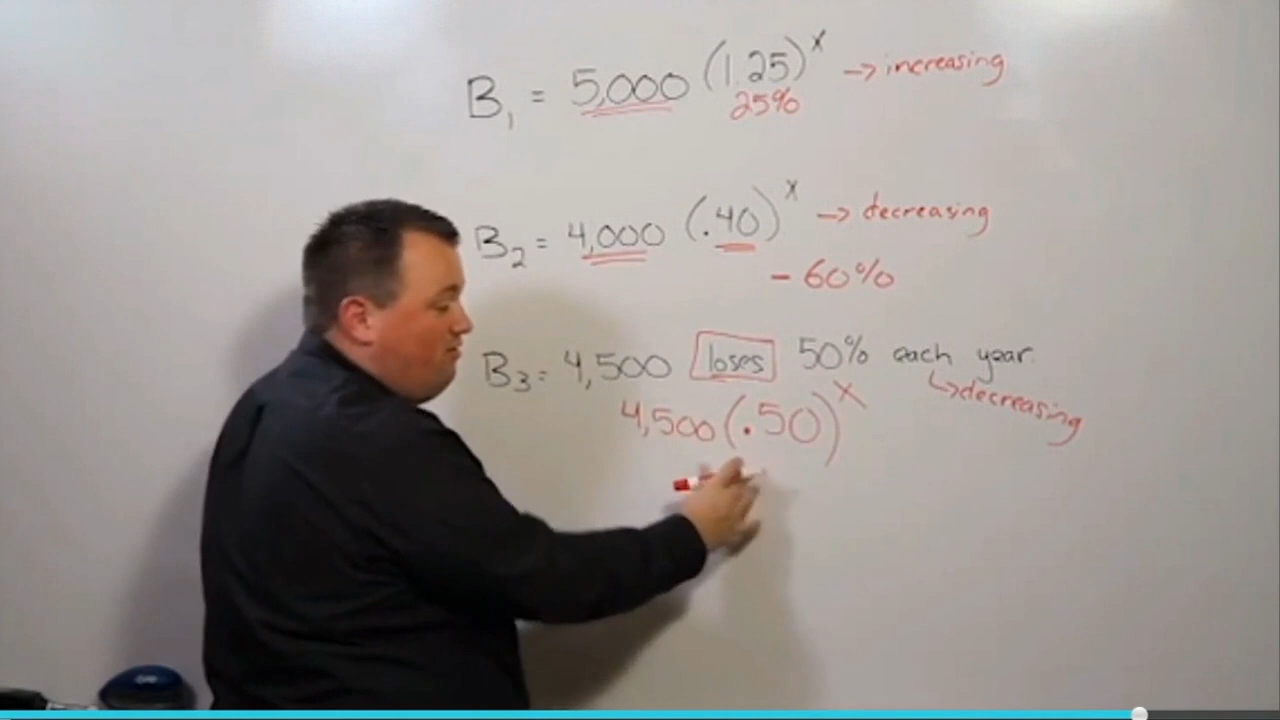 B₁ = 5,000 (1.25)ˣ → increasing
25%
B₂ = 4,000 (.40)ˣ → decreasing
- 60%
B₃ = 4,500 loses 50% each year.
↳ decreasing
4,500 (.50)ˣ